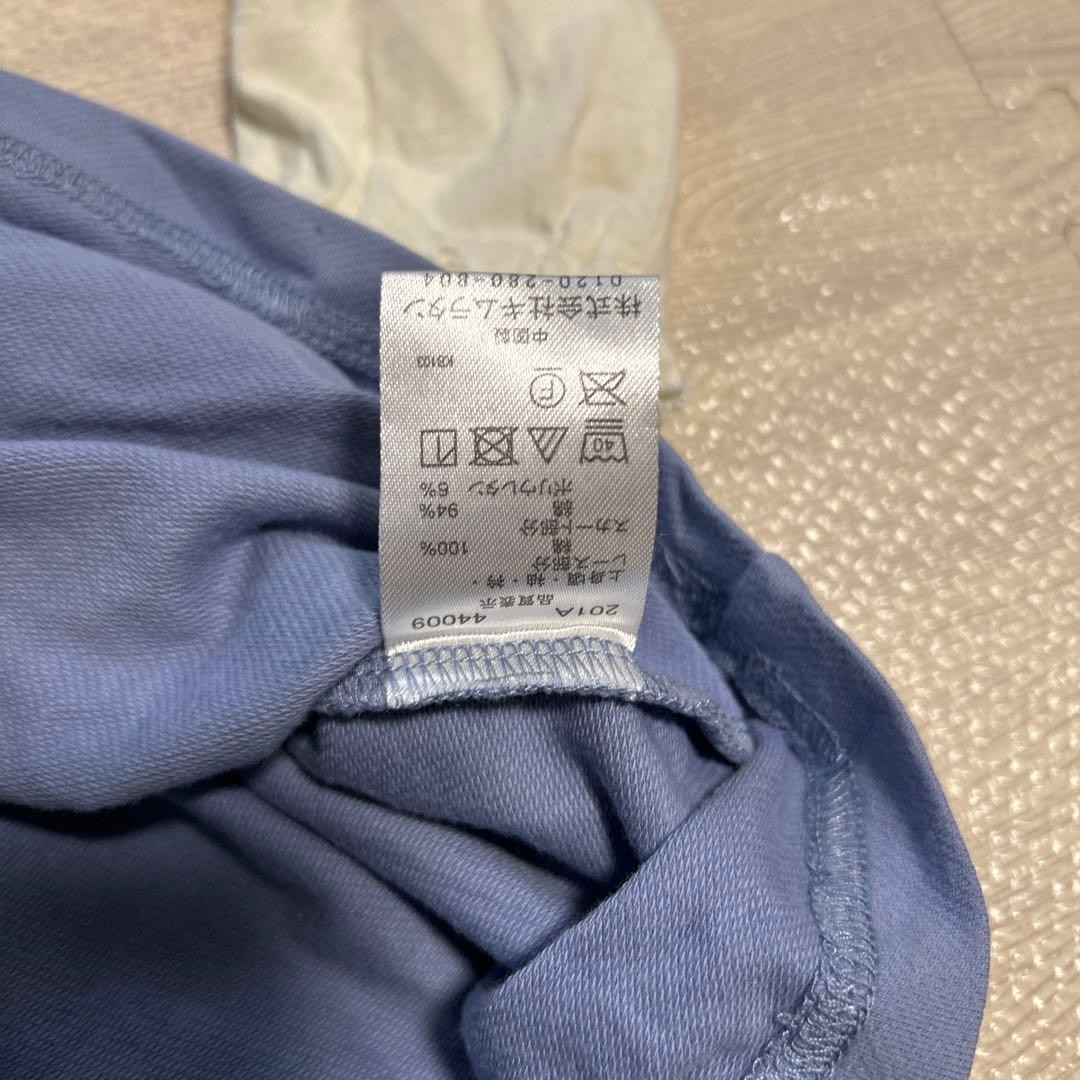 201A 44009
品質表示
上身頃・袖・衿・
ピース部分
綿 100%
スカート部分
綿 94%
ポリウレタン 6%
40
F
KB103
中国製
株式会社キムラタン
0120-280-804